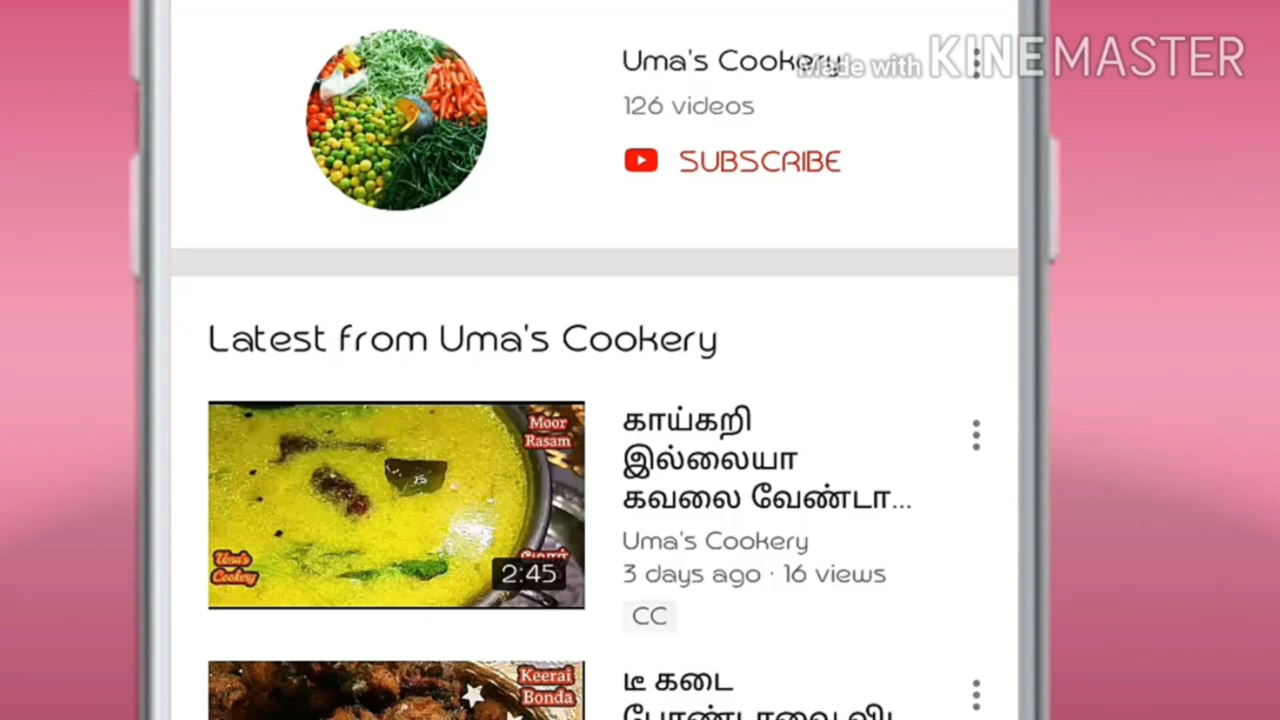 Uma's Cookery
Made with KINEMASTER
126 videos
SUBSCRIBE
Latest from Uma's Cookery
Moor
Rasam
Uma's
Cookery
மோர்
2:45
காய்கறி
இல்லையா
கவலை வேண்டா...
Uma's Cookery
3 days ago · 16 views
CC
Keerai
Bonda
டீ கடை